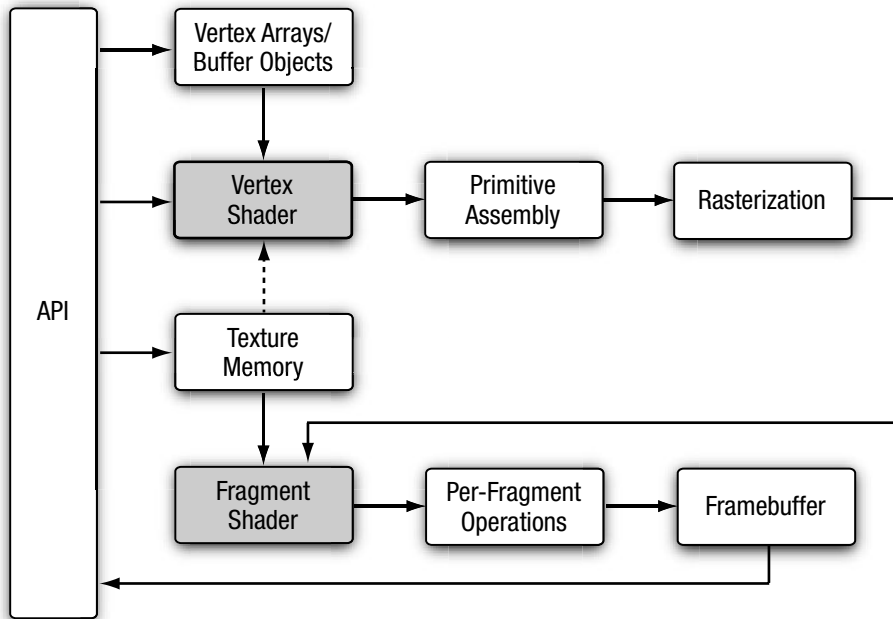 Vertex Arrays/
Buffer Objects
Vertex
Shader
Primitive
Assembly
Rasterization
API
Texture
Memory
Fragment
Shader
Per-Fragment
Operations
Framebuffer